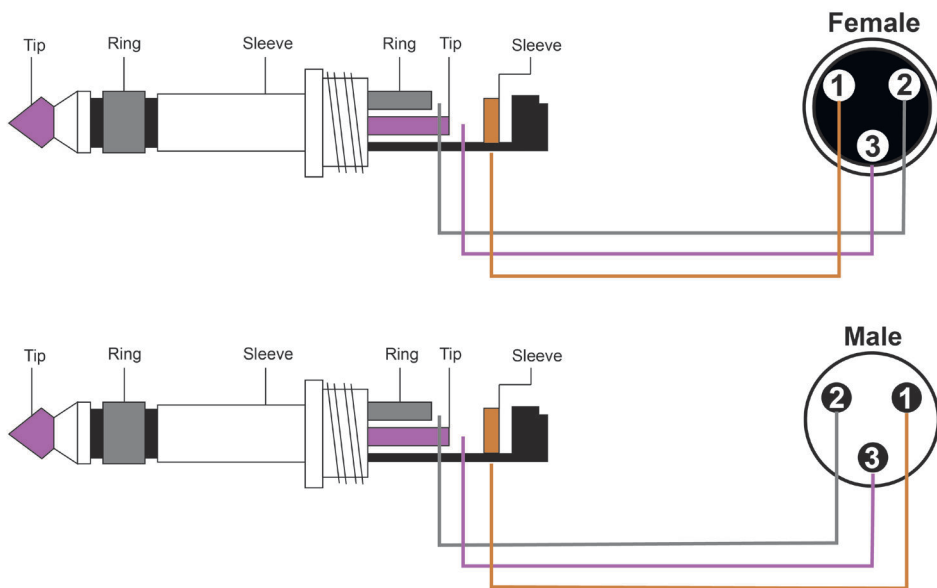 Female
Tip
Ring
Sleeve
Ring
Tip
Sleeve
1
2
3
Male
Tip
Ring
Sleeve
Ring
Tip
Sleeve
2
1
3